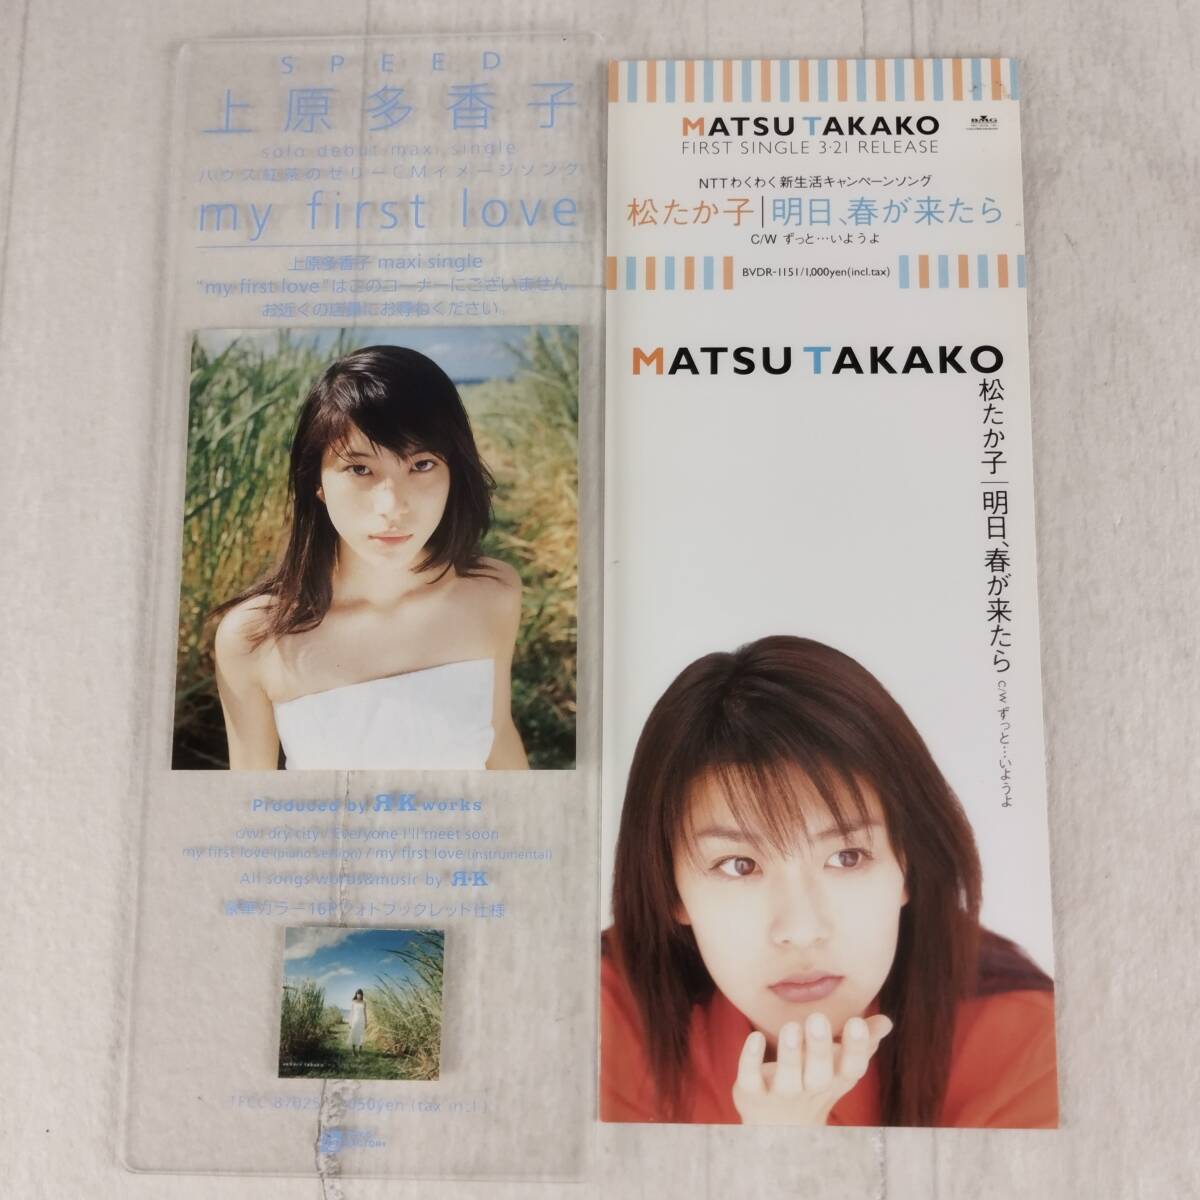 SPEED
上原多香子
solo debut maxi single
ハウス紅茶のゼリーCMイメージソング
my first love
上原多香子 maxi single
"my first love"はこのコーナーにございません。
お近くの店員にお尋ねください。
Produced by ЯK works
c/w: dry city / Everyone I'll meet soon
my first love (piano version) / my first love (instrumental)
All songs words&music by Я·K
豪華カラー16Pフォトブックレット仕様
uehara takako
050yen (tax incl.)
MATSU TAKAKO
BMG
FIRST SINGLE 3·21 RELEASE
NTTわくわく新生活キャンペーンソング
松たか子|明日、春が来たら
C/W ずっと…いようよ
BVDR-1151/1,000yen(incl.tax)
MATSU TAKAKO
松たか子|明日、春が来たら
C/W ずっと…いようよ